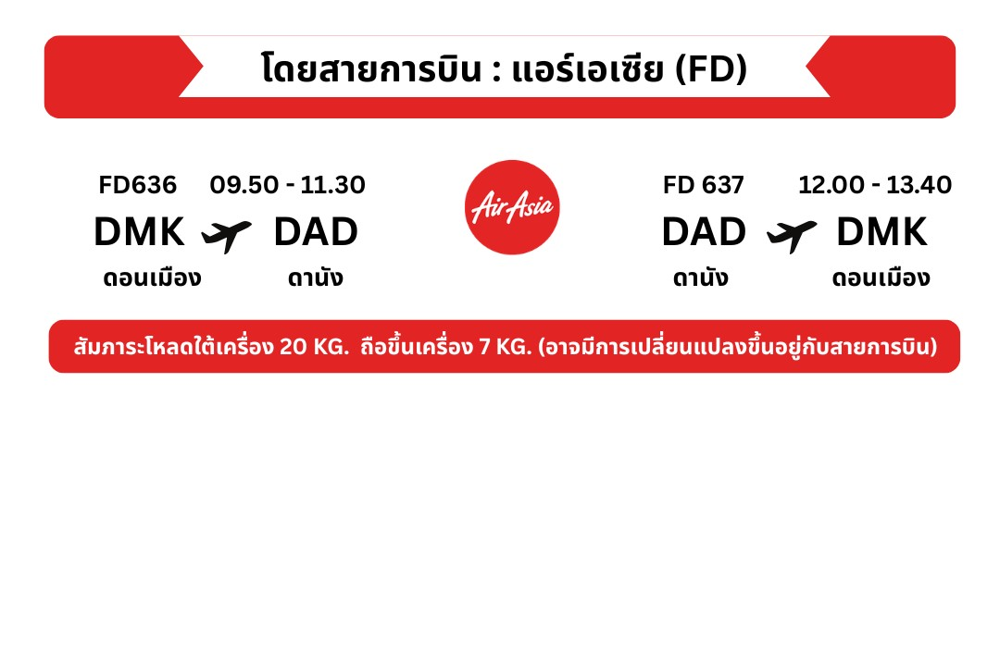 โดยสายการบิน : แอร์เอเซีย (FD)
FD636 09.50 - 11.30
DMK DAD
ดอนเมือง ดานัง
AirAsia
FD 637 12.00 - 13.40
DAD DMK
ดานัง ดอนเมือง
สัมภาระโหลดใต้เครื่อง 20 KG. ถือขึ้นเครื่อง 7 KG. (อาจมีการเปลี่ยนแปลงขึ้นอยู่กับสายการบิน)